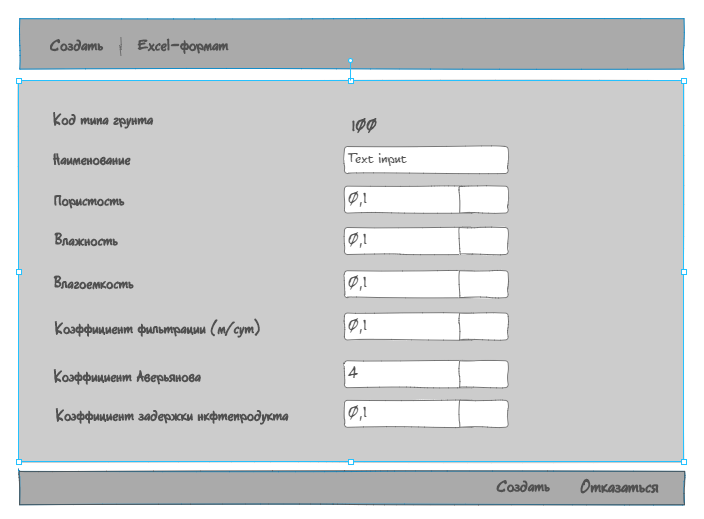 Создать | Excel-формат
Код типа грунта 100
Наименование Text input
Пористость 0,1
Влажность 0,1
Влагоемкость 0,1
Коэффициент фильтрации (м/сут) 0,1
Коэффициент Аверьянова 4
Коэффициент задержки нкфтепродукта 0,1
Создать Отказаться